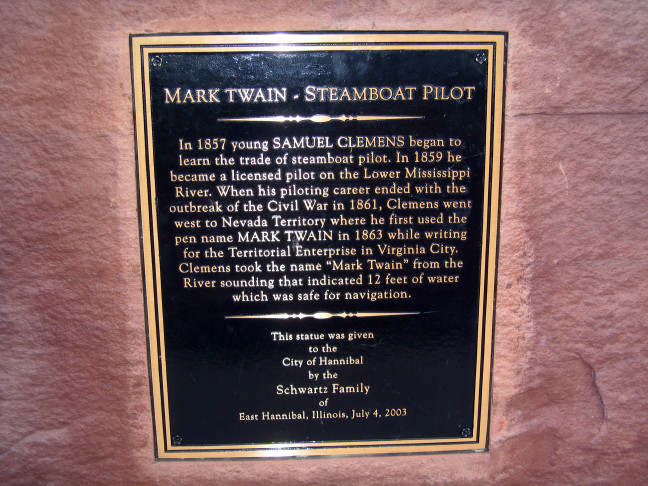 MARK TWAIN - STEAMBOAT PILOT
In 1857 young SAMUEL CLEMENS began to
learn the trade of steamboat pilot. In 1859 he
became a licensed pilot on the Lower Mississippi
River. When his piloting career ended with the
outbreak of the Civil War in 1861, Clemens went
west to Nevada Territory where he first used the
pen name MARK TWAIN in 1863 while writing
for the Territorial Enterprise in Virginia City.
Clemens took the name “Mark Twain” from the
River sounding that indicated 12 feet of water
which was safe for navigation.
This statue was given
to the
City of Hannibal
by the
Schwartz Family
of
East Hannibal, Illinois, July 4, 2003